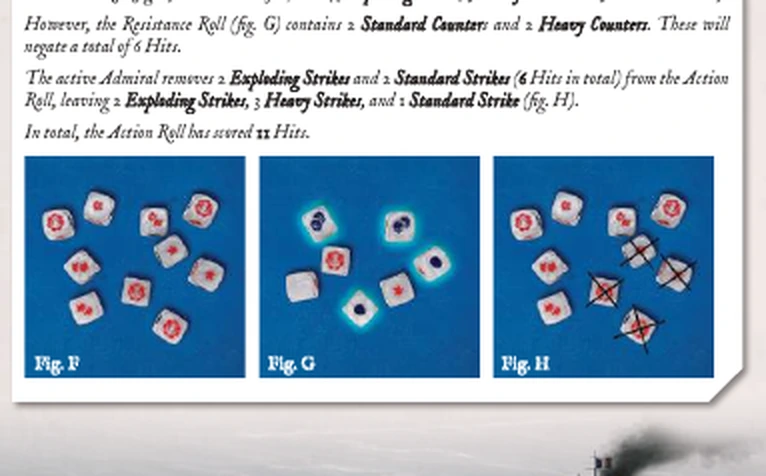 However, the Resistance Roll (fig. G) contains 2 Standard Counters and 2 Heavy Counters. These will
negate a total of 6 Hits.
The active Admiral removes 2 Exploding Strikes and 2 Standard Strikes (6 Hits in total) from the Action
Roll, leaving 2 Exploding Strikes, 3 Heavy Strikes, and 1 Standard Strike (fig. H).
In total, the Action Roll has scored 11 Hits.
Fig. F
Fig. G
Fig. H